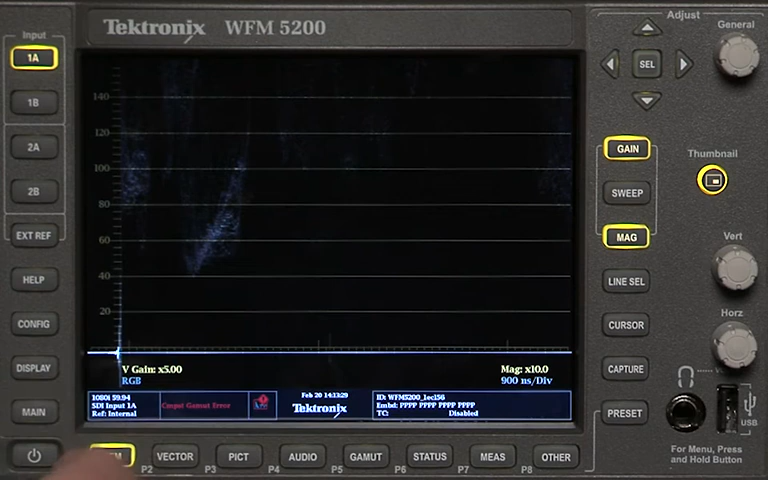 Tektronix WFM 5200
Input
1A
1B
2A
2B
EXT REF
HELP
CONFIG
DISPLAY
MAIN
140
120
100
80
60
40
20
V Gain: x5.00
RGB
Mag: x10.0
900 ns/Div
1080i 59.94
SDI Input 1A
Ref: Internal
Cmpst Gamut Error
Feb 20 14:13:29
Tektronix
ID: WFM5200_1ec156
Embd: PPPP PPPP PPPP PPPP
TC: Disabled
VECTOR
PICT
AUDIO
GAMUT
STATUS
MEAS
OTHER
P2
P3
P4
P5
P6
P7
P8
Adjust
General
SEL
GAIN
SWEEP
MAG
LINE SEL
CURSOR
CAPTURE
PRESET
Thumbnail
Vert
Horz
USB
For Menu, Press
and Hold Button